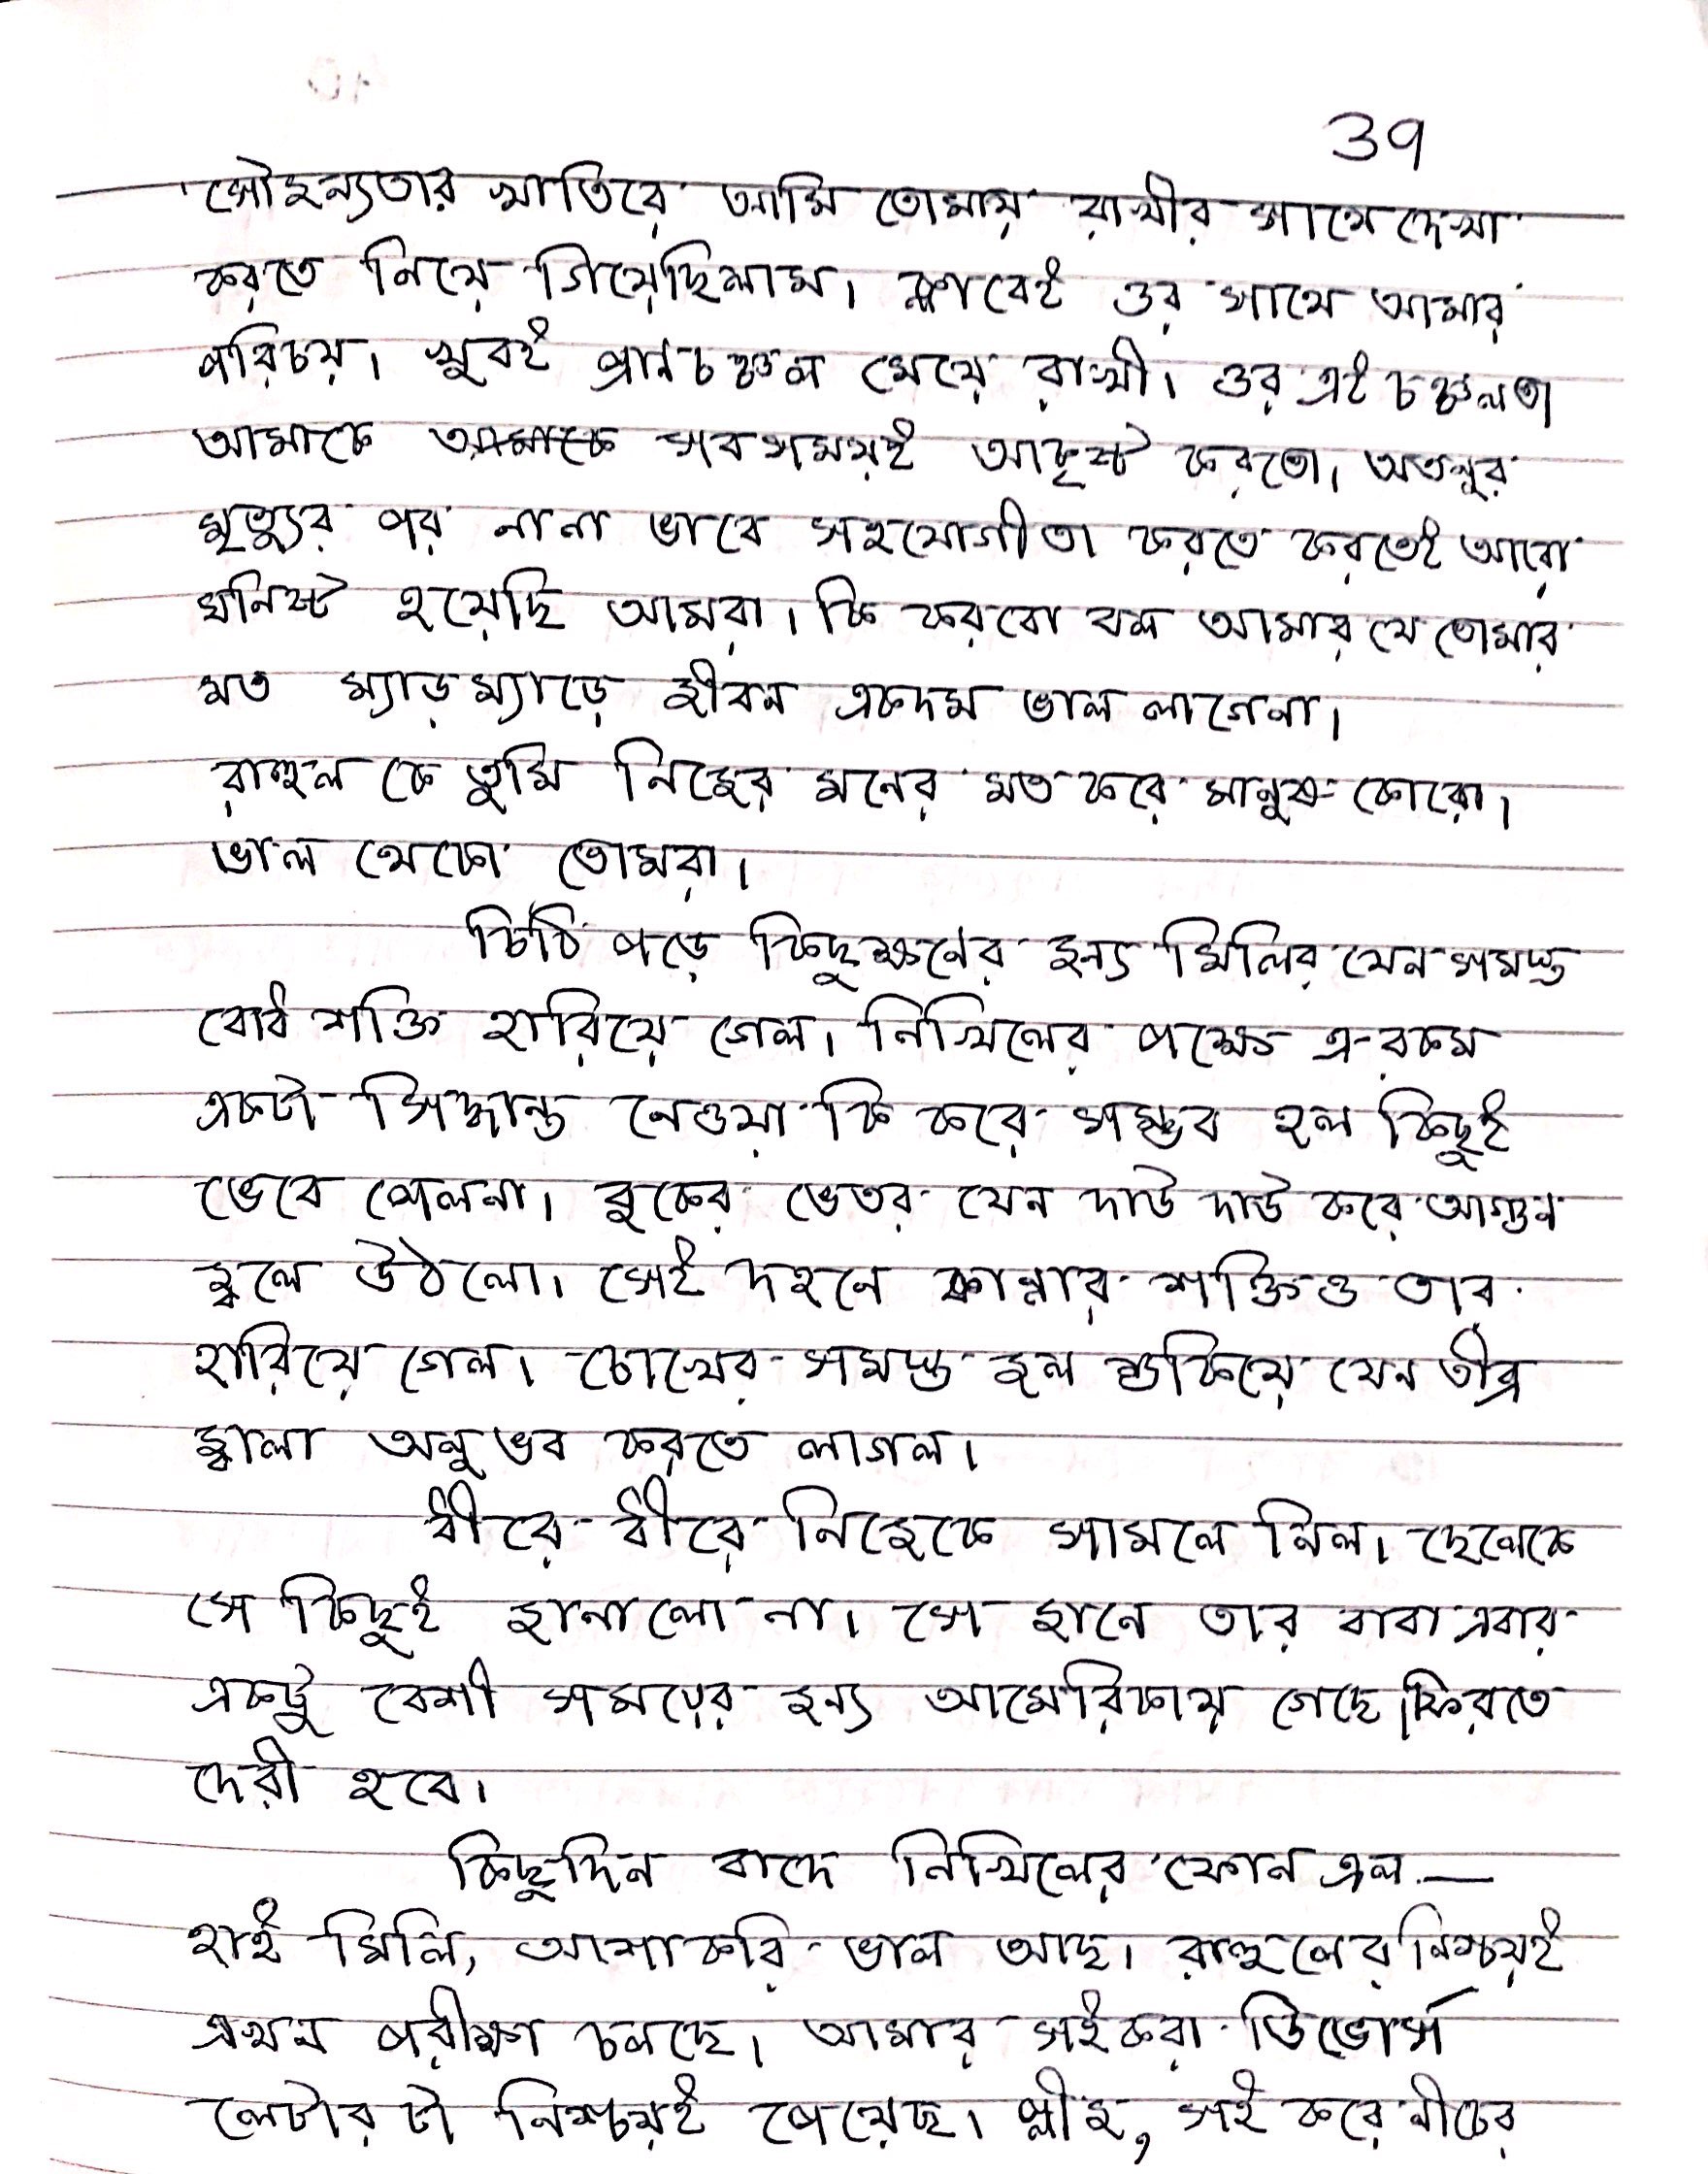 39
সৌজন্যতার খাতিরে আমি তোমায় রাখীর সাথে দেখা
করতে নিয়ে গিয়েছিলাম। ক্লাবেই ওর সাথে আমার
পরিচয়। খুবই প্রানচঞ্চল মেয়ে রাখী। ওর এই চঞ্চলতা
আমাকে আমাকে সবসময়ই আকৃষ্ট করতো। অতনুর
মৃত্যুর পর নানা ভাবে সহযোগীতা করতে করতেই আরো
ঘনিষ্ট হয়েছি আমরা। কি করবো বল আমার যে তোমার
মত ম্যাড়ম্যাড়ে জীবন একদম ভাল লাগেনা।
রাহুল কে তুমি নিজের মনের মত করে মানুষ কোরো।
ভাল থেকো তোমরা।
চিঠি পড়ে কিছুক্ষনের জন্য মিলির যেন সমস্ত
বোধ শক্তি হারিয়ে গেল। নিখিলের পক্ষে এ-রকম
একটা সিদ্ধান্ত নেওয়া কি করে সম্ভব হল কিছুই
ভেবে পেলনা। বুকের ভেতর যেন দাউ দাউ করে আগুন
জ্বলে উঠলো। সেই দহনে কান্নার শক্তিও তার
হারিয়ে গেল। চোখের সমস্ত জল শুকিয়ে যেন তীব্র
জ্বালা অনুভব করতে লাগল।
ধীরে ধীরে নিজেকে সামলে নিল। ছেলেকে
সে কিছুই জানালো না। সে জানে তার বাবা এবার
একটু বেশী সময়ের জন্য আমেরিকায় গেছে। ফিরতে
দেরী হবে।
কিছুদিন বাদে নিখিলের ফোন এল —
হাই মিলি, আশাকরি ভাল আছ। রাহুলের নিশ্চয়ই
এখন পরীক্ষা চলছে। আমার সইকরা ডিভোর্স
লেটার টা নিশ্চয়ই পেয়েছ। প্লীজ, সই করে নীচের